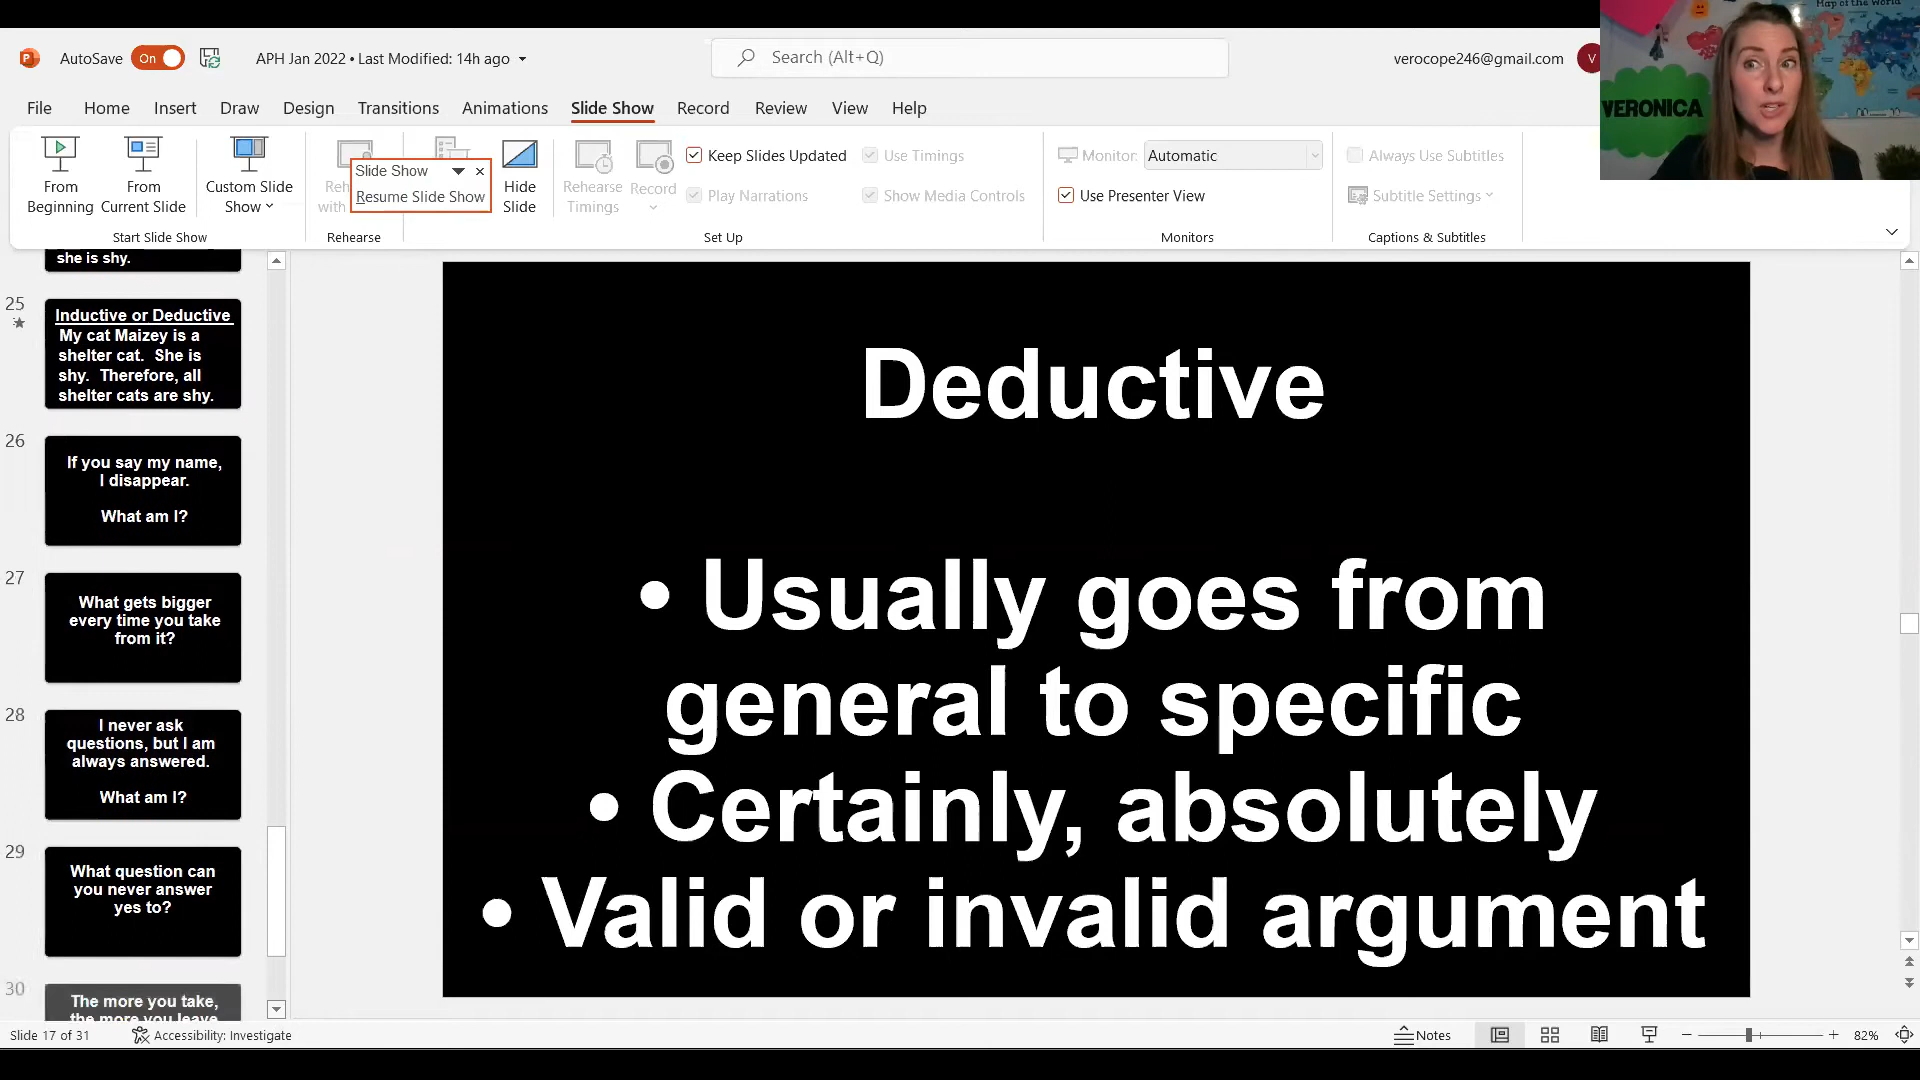 AutoSave On APH Jan 2022 • Last Modified: 14h ago Search (Alt+Q) verocope246@gmail.com V
Map of the World
VERONICA
File Home Insert Draw Design Transitions Animations Slide Show Record Review View Help
From Beginning
From Current Slide
Custom Slide Show
Slide Show
Resume Slide Show
Hide Slide
Rehearse Timings
Record
Keep Slides Updated
Use Timings
Play Narrations
Show Media Controls
Monitor: Automatic
Use Presenter View
Always Use Subtitles
Subtitle Settings
Start Slide Show Rehearse Set Up Monitors Captions & Subtitles
she is shy.
25
Inductive or Deductive
My cat Maizey is a
shelter cat. She is
shy. Therefore, all
shelter cats are shy.
26
If you say my name,
I disappear.
What am I?
27
What gets bigger
every time you take
from it?
28
I never ask
questions, but I am
always answered.
What am I?
29
What question can
you never answer
yes to?
30
The more you take,
the more you leave
Deductive
• Usually goes from
general to specific
• Certainly, absolutely
• Valid or invalid argument
Slide 17 of 31 Accessibility: Investigate Notes 82%